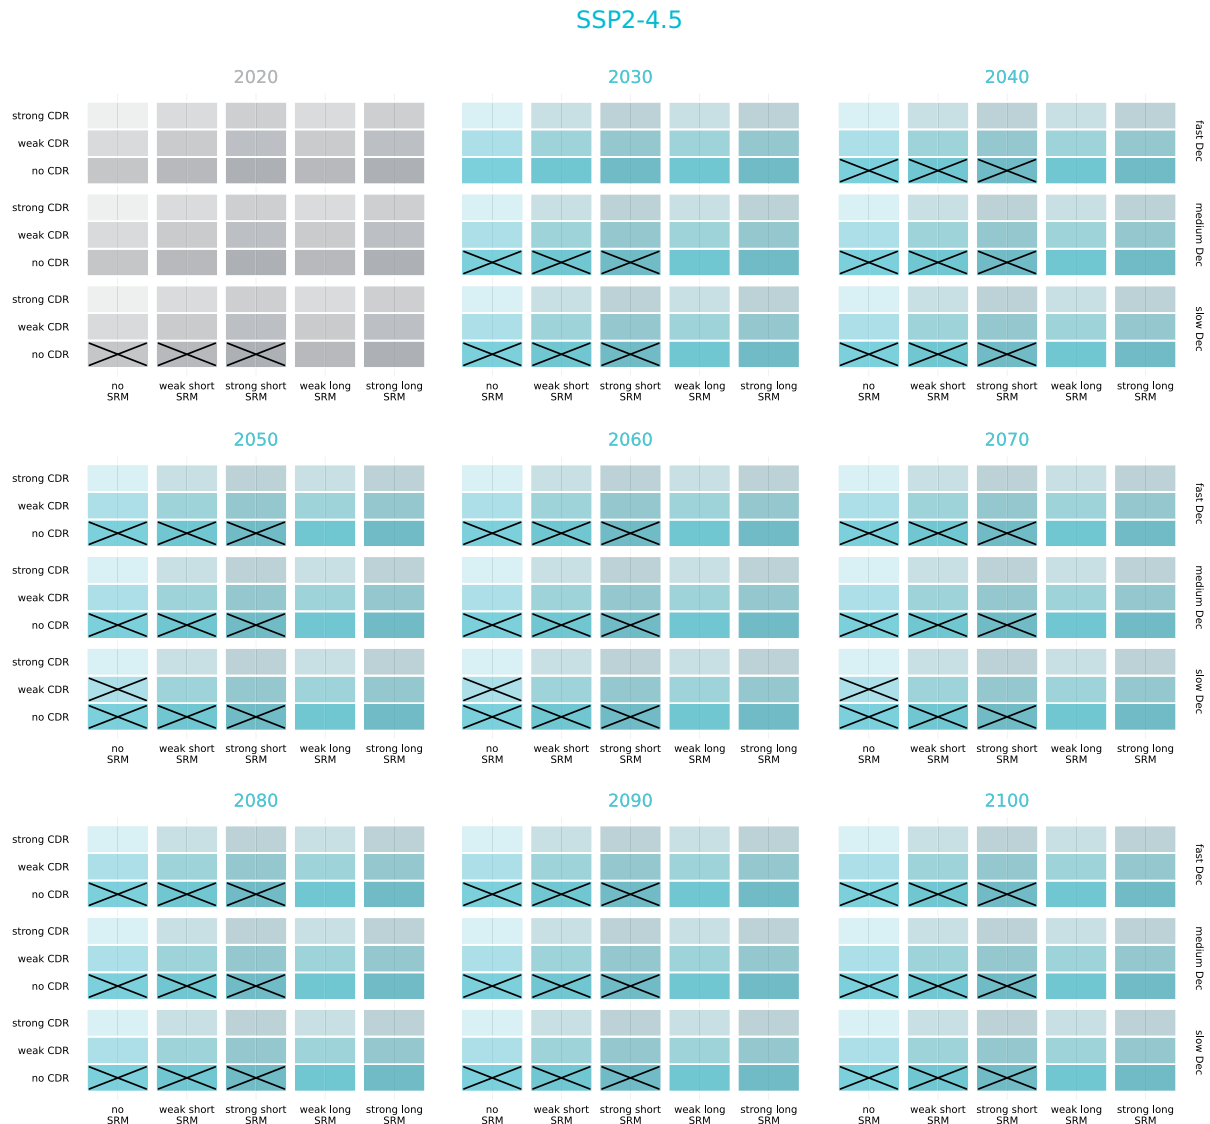 SSP2-4.5
2020
2030
2040
strong CDR
weak CDR
no CDR
fast Dec
strong CDR
weak CDR
no CDR
medium Dec
strong CDR
weak CDR
no CDR
slow Dec
no SRM
weak short SRM
strong short SRM
weak long SRM
strong long SRM
no SRM
weak short SRM
strong short SRM
weak long SRM
strong long SRM
no SRM
weak short SRM
strong short SRM
weak long SRM
strong long SRM
2050
2060
2070
strong CDR
weak CDR
no CDR
fast Dec
strong CDR
weak CDR
no CDR
medium Dec
strong CDR
weak CDR
no CDR
slow Dec
no SRM
weak short SRM
strong short SRM
weak long SRM
strong long SRM
no SRM
weak short SRM
strong short SRM
weak long SRM
strong long SRM
no SRM
weak short SRM
strong short SRM
weak long SRM
strong long SRM
2080
2090
2100
strong CDR
weak CDR
no CDR
fast Dec
strong CDR
weak CDR
no CDR
medium Dec
strong CDR
weak CDR
no CDR
slow Dec
no SRM
weak short SRM
strong short SRM
weak long SRM
strong long SRM
no SRM
weak short SRM
strong short SRM
weak long SRM
strong long SRM
no SRM
weak short SRM
strong short SRM
weak long SRM
strong long SRM